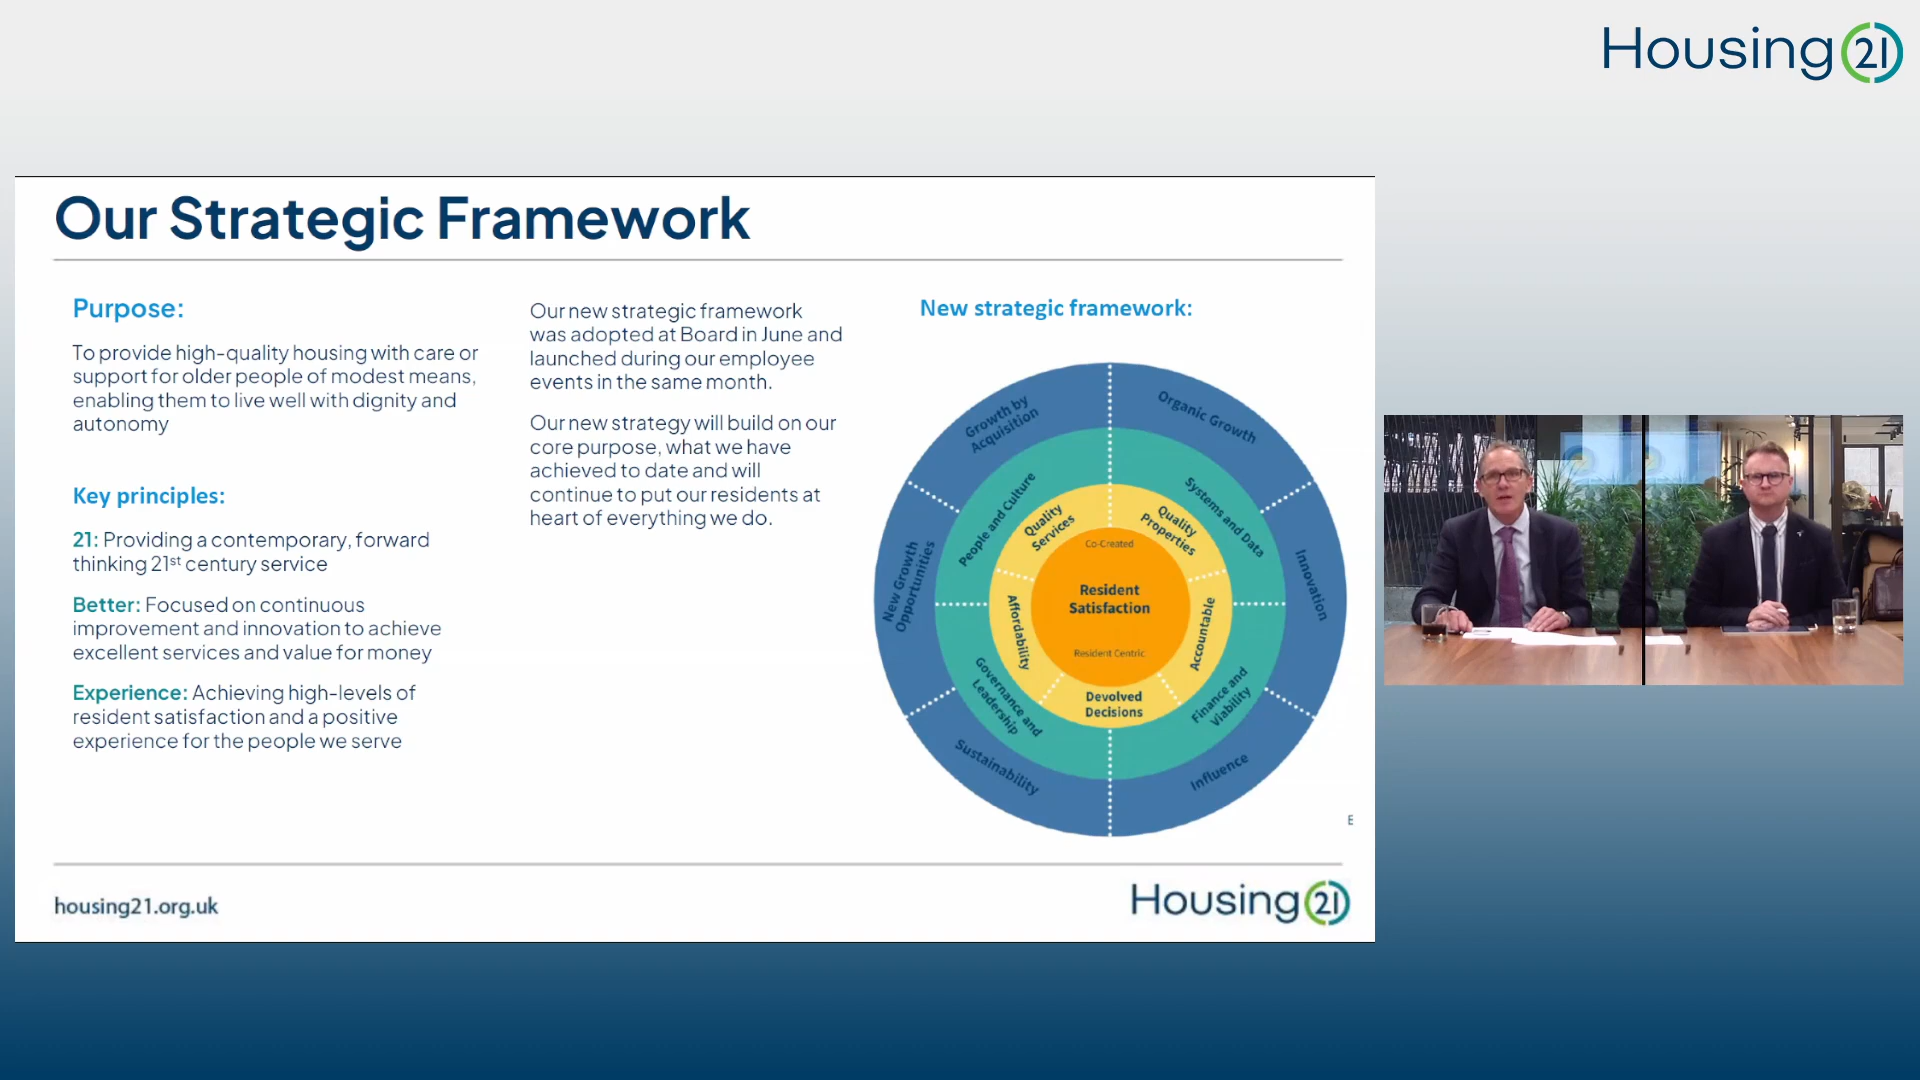 Housing 21
Our Strategic Framework
Purpose:
To provide high-quality housing with care or
support for older people of modest means,
enabling them to live well with dignity and
autonomy
Key principles:
21: Providing a contemporary, forward
thinking 21st century service
Better: Focused on continuous
improvement and innovation to achieve
excellent services and value for money
Experience: Achieving high-levels of
resident satisfaction and a positive
experience for the people we serve
Our new strategic framework
was adopted at Board in June and
launched during our employee
events in the same month.
Our new strategy will build on our
core purpose, what we have
achieved to date and will
continue to put our residents at
heart of everything we do.
New strategic framework:
Growth by
Acquisition
Organic Growth
Innovation
Influence
Sustainability
New Growth
Opportunities
People and Culture
Systems and Data
Finance and
Viability
Governance and
Leadership
Quality
Services
Quality
Properties
Accountable
Devolved
Decisions
Affordability
Co-Created
Resident
Satisfaction
Resident Centric
E
housing21.org.uk
Housing 21